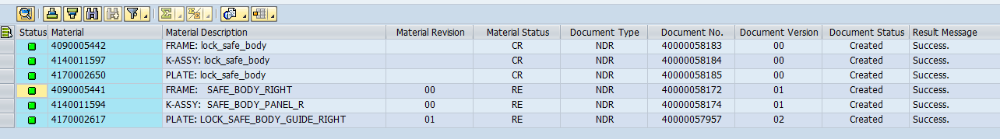 Status Material Material Description Material Revision Material Status Document Type Document No. Document Version Document Status Result Message
4090005442 FRAME: lock_safe_body CR NDR 40000058183 00 Created Success.
4140011597 K-ASSY: lock_safe_body CR NDR 40000058184 00 Created Success.
4170002650 PLATE: lock_safe_body CR NDR 40000058185 00 Created Success.
4090005441 FRAME: SAFE_BODY_RIGHT 00 RE NDR 40000058172 01 Created Success.
4140011594 K-ASSY: SAFE_BODY_PANEL_R 00 RE NDR 40000058174 01 Created Success.
4170002617 PLATE: LOCK_SAFE_BODY_GUIDE_RIGHT 01 RE NDR 40000057957 02 Created Success.